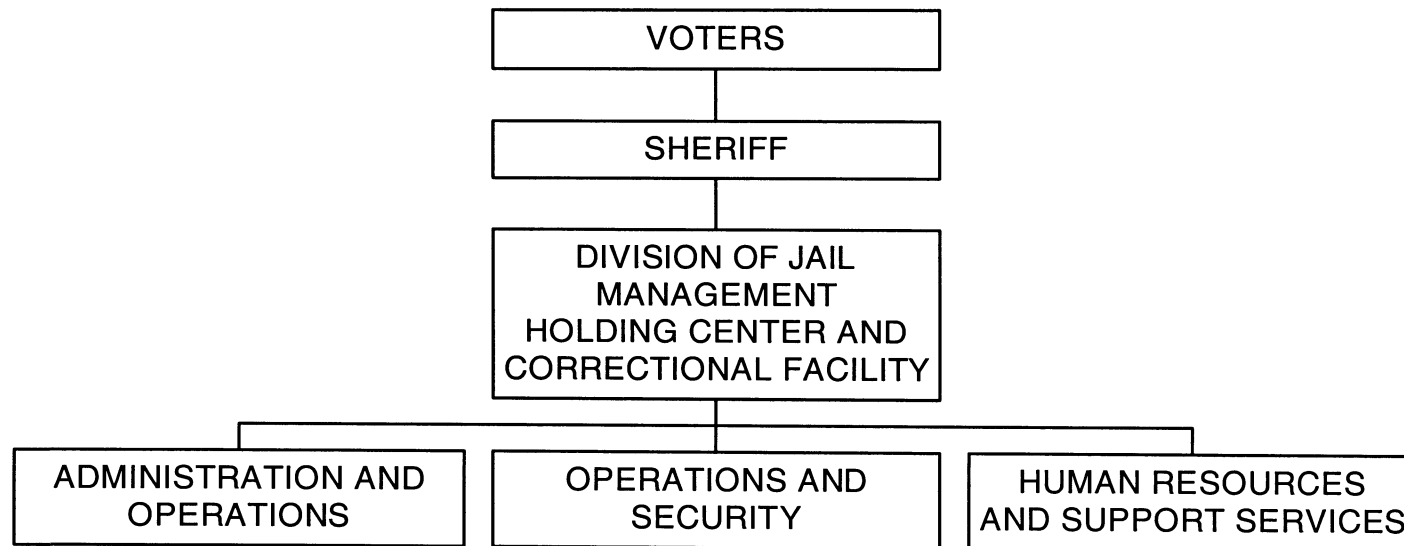 VOTERS
SHERIFF
DIVISION OF JAIL
MANAGEMENT
HOLDING CENTER AND
CORRECTIONAL FACILITY
ADMINISTRATION AND
OPERATIONS
OPERATIONS AND
SECURITY
HUMAN RESOURCES
AND SUPPORT SERVICES